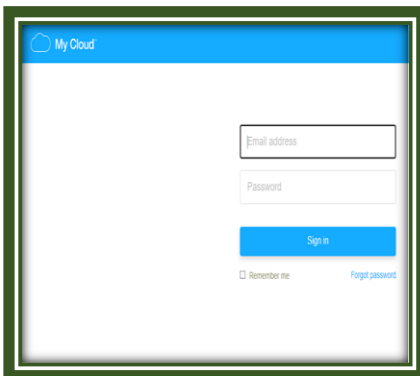 My Cloud
Email address
Password
Sign in
Remember me
Forgot password